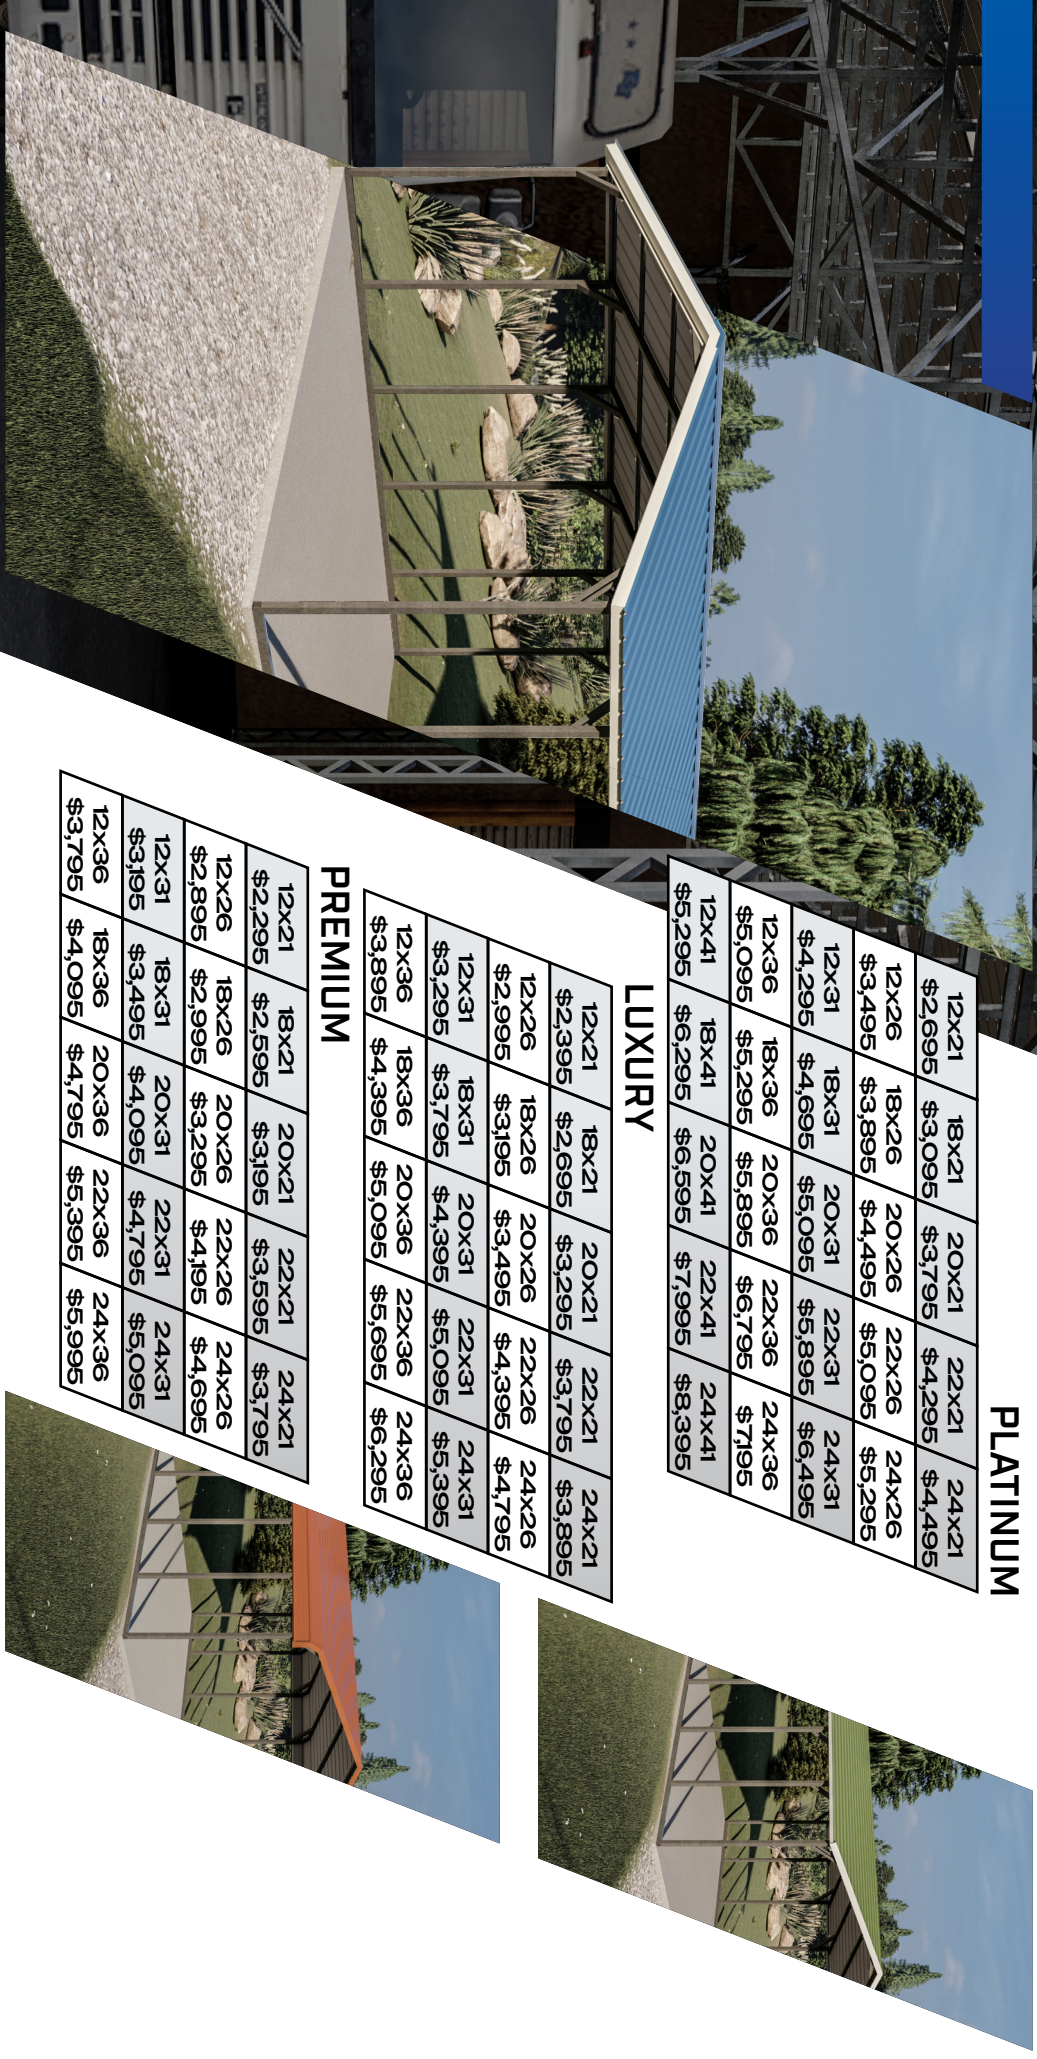 PLATINUM
12x21 18x21 20x21 22x21 24x21
$2,695 $3,095 $3,795 $4,295 $4,495
12x26 18x26 20x26 22x26 24x26
$3,495 $3,895 $4,495 $5,095 $5,295
12x31 18x31 20x31 22x31 24x31
$4,295 $4,695 $5,095 $5,895 $6,495
12x36 18x36 20x36 22x36 24x36
$5,095 $5,295 $5,895 $6,795 $7,195
12x41 18x41 20x41 22x41 24x41
$5,295 $6,295 $6,595 $7,995 $8,395
LUXURY
12x21 18x21 20x21 22x21 24x21
$2,395 $2,695 $3,295 $3,795 $3,895
12x26 18x26 20x26 22x26 24x26
$2,995 $3,195 $3,495 $4,395 $4,795
12x31 18x31 20x31 22x31 24x31
$3,295 $3,795 $4,395 $5,095 $5,395
12x36 18x36 20x36 22x36 24x36
$3,895 $4,395 $5,095 $5,695 $6,295
PREMIUM
12x21 18x21 20x21 22x21 24x21
$2,295 $2,595 $3,195 $3,595 $3,795
12x26 18x26 20x26 22x26 24x26
$2,895 $2,995 $3,295 $4,195 $4,695
12x31 18x31 20x31 22x31 24x31
$3,195 $3,495 $4,095 $4,795 $5,095
12x36 18x36 20x36 22x36 24x36
$3,795 $4,095 $4,795 $5,395 $5,995